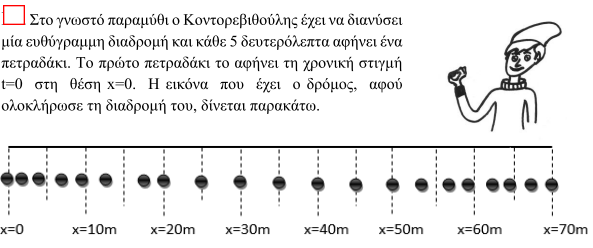 Στο γνωστό παραμύθι ο Κοντορεβιθούλης έχει να διανύσει
μία ευθύγραμμη διαδρομή και κάθε 5 δευτερόλεπτα αφήνει ένα
πετραδάκι. Το πρώτο πετραδάκι το αφήνει τη χρονική στιγμή
t=0 στη θέση x=0. Η εικόνα που έχει ο δρόμος, αφού
ολοκλήρωσε τη διαδρομή του, δίνεται παρακάτω.
x=0 x=10m x=20m x=30m x=40m x=50m x=60m x=70m